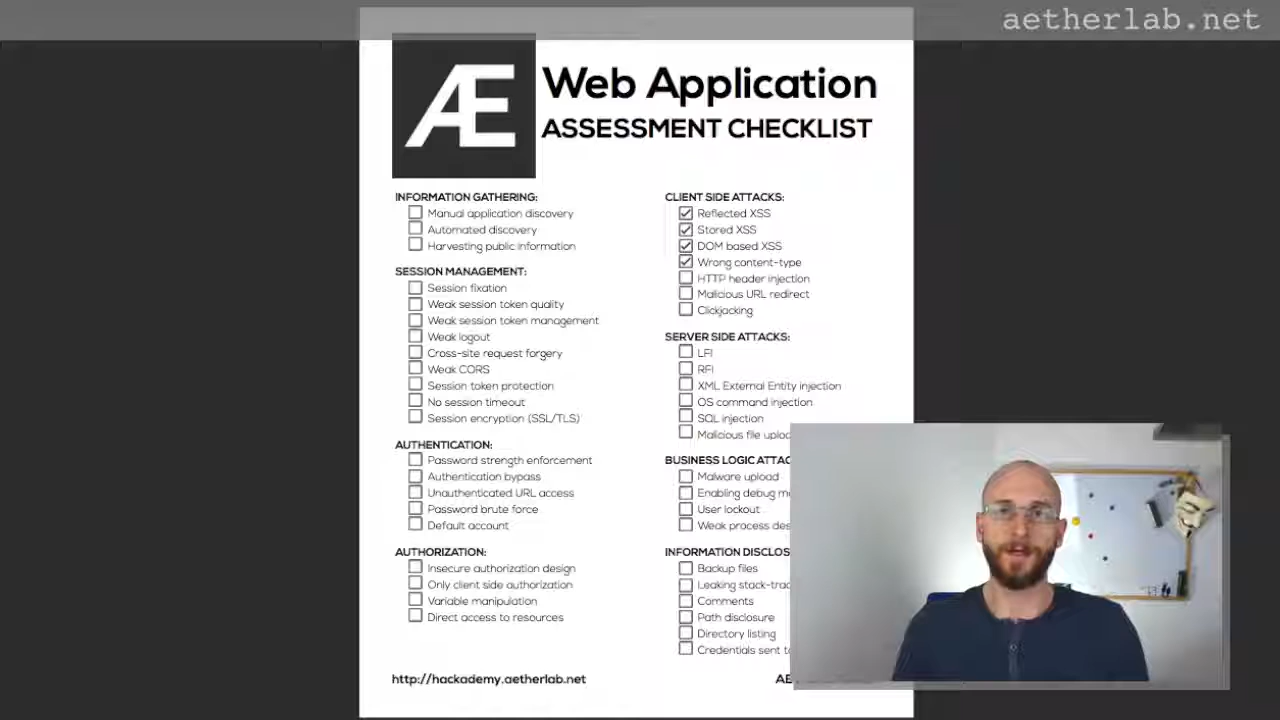 aetherlab.net
Æ
Web Application
ASSESSMENT CHECKLIST
INFORMATION GATHERING:
Manual application discovery
Automated discovery
Harvesting public information
SESSION MANAGEMENT:
Session fixation
Weak session token quality
Weak session token management
Weak logout
Cross-site request forgery
Weak CORS
Session token protection
No session timeout
Session encryption (SSL/TLS)
AUTHENTICATION:
Password strength enforcement
Authentication bypass
Unauthenticated URL access
Password brute force
Default account
AUTHORIZATION:
Insecure authorization design
Only client side authorization
Variable manipulation
Direct access to resources
http://hackademy.aetherlab.net
CLIENT SIDE ATTACKS:
Reflected XSS
Stored XSS
DOM based XSS
Wrong content-type
HTTP header injection
Malicious URL redirect
Clickjacking
SERVER SIDE ATTACKS:
LFI
RFI
XML External Entity injection
OS command injection
SQL injection
Malicious file
BUSINESS LOGIC
Malware upload
Enabling debug
User lockout
Weak process
INFORMATION
Backup files
Leaking
Comments
Path disclosure
Directory listing
Credentials sent